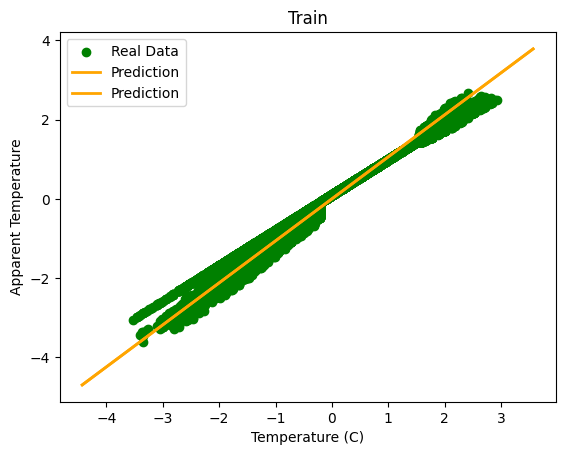 Train
Real Data
Prediction
Prediction
Apparent Temperature
4
2
0
−2
−4
−4
−3
−2
−1
0
1
2
3
Temperature (C)